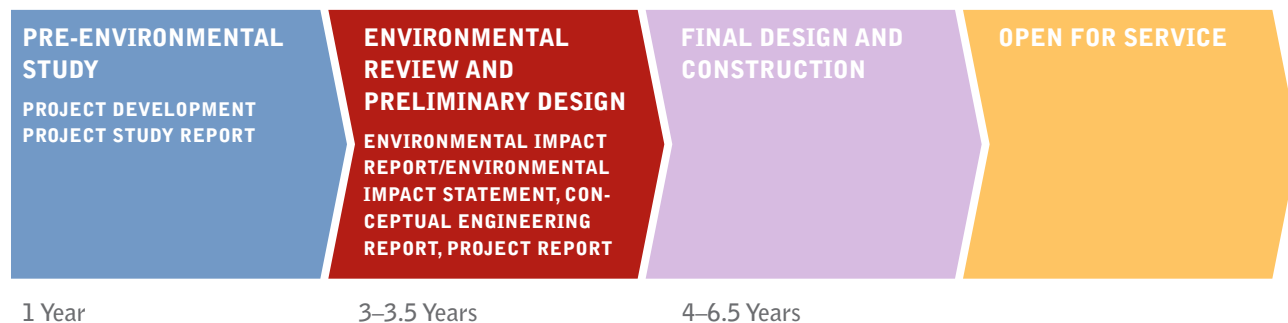 PRE-ENVIRONMENTAL
STUDY
PROJECT DEVELOPMENT
PROJECT STUDY REPORT
ENVIRONMENTAL
REVIEW AND
PRELIMINARY DESIGN
ENVIRONMENTAL IMPACT
REPORT/ENVIRONMENTAL
IMPACT STATEMENT, CON-
CEPTUAL ENGINEERING
REPORT, PROJECT REPORT
FINAL DESIGN AND
CONSTRUCTION
OPEN FOR SERVICE
1 Year
3–3.5 Years
4–6.5 Years